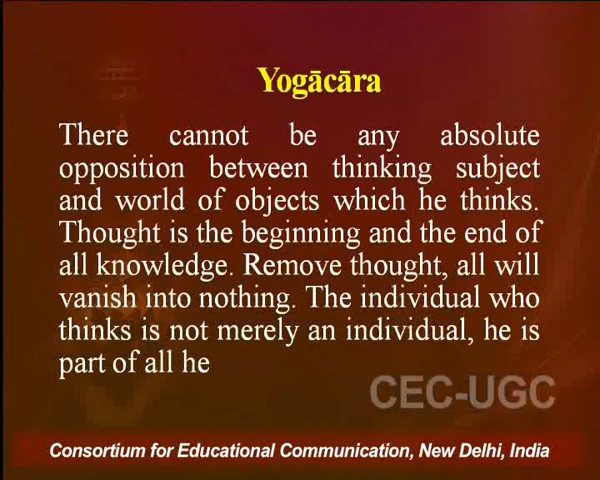 Yogācāra
There cannot be any absolute
opposition between thinking subject
and world of objects which he thinks.
Thought is the beginning and the end of
all knowledge. Remove thought, all will
vanish into nothing. The individual who
thinks is not merely an individual, he is
part of all he
CEC-UGC
Consortium for Educational Communication, New Delhi, India